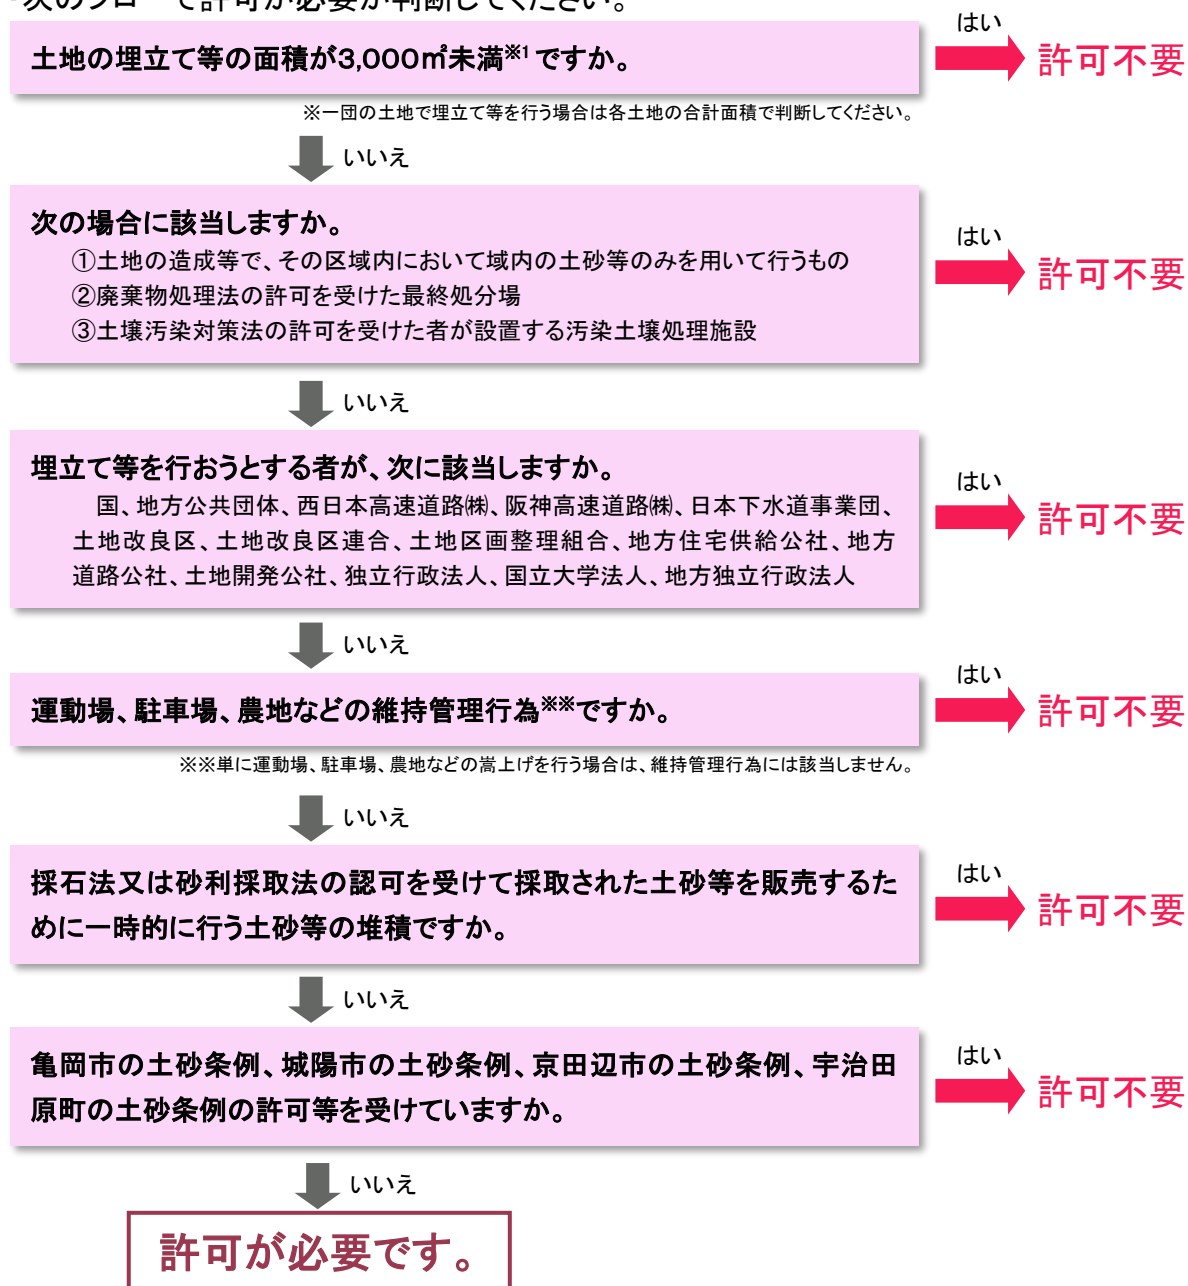 次のフローで許可が必要か判断してください。
土地の埋立て等の面積が3,000㎡未満※1ですか。
はい
許可不要
※一団の土地で埋立て等を行う場合は各土地の合計面積で判断してください。
いいえ
次の場合に該当しますか。
①土地の造成等で、その区域内において域内の土砂等のみを用いて行うもの
②廃棄物処理法の許可を受けた最終処分場
③土壌汚染対策法の許可を受けた者が設置する汚染土壌処理施設
はい
許可不要
いいえ
埋立て等を行おうとする者が、次に該当しますか。
国、地方公共団体、西日本高速道路㈱、阪神高速道路㈱、日本下水道事業団、
土地改良区、土地改良区連合、土地区画整理組合、地方住宅供給公社、地方
道路公社、土地開発公社、独立行政法人、国立大学法人、地方独立行政法人
はい
許可不要
いいえ
運動場、駐車場、農地などの維持管理行為※※ですか。
はい
許可不要
※※単に運動場、駐車場、農地などの嵩上げを行う場合は、維持管理行為には該当しません。
いいえ
採石法又は砂利採取法の認可を受けて採取された土砂等を販売するた
めに一時的に行う土砂等の堆積ですか。
はい
許可不要
いいえ
亀岡市の土砂条例、城陽市の土砂条例、京田辺市の土砂条例、宇治田
原町の土砂条例の許可等を受けていますか。
はい
許可不要
いいえ
許可が必要です。